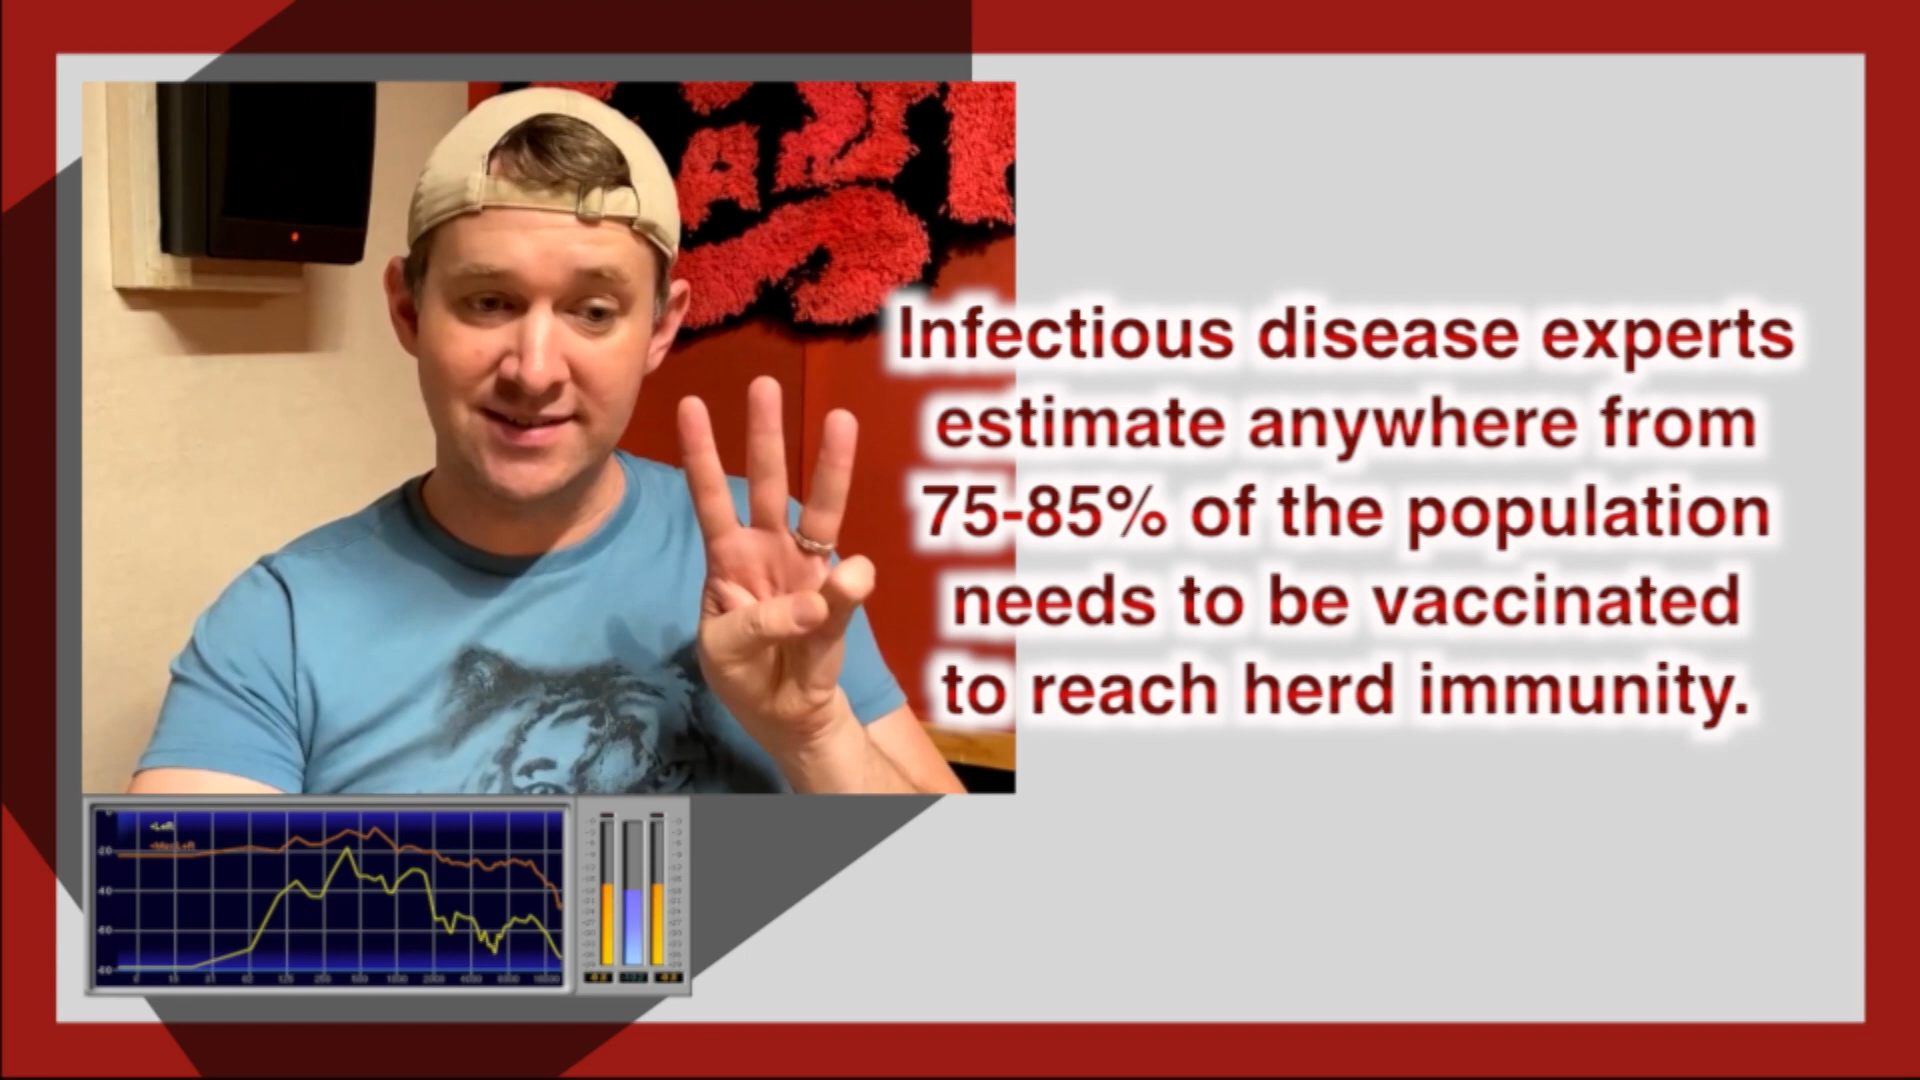 Infectious disease experts
estimate anywhere from
75-85% of the population
needs to be vaccinated
to reach herd immunity.